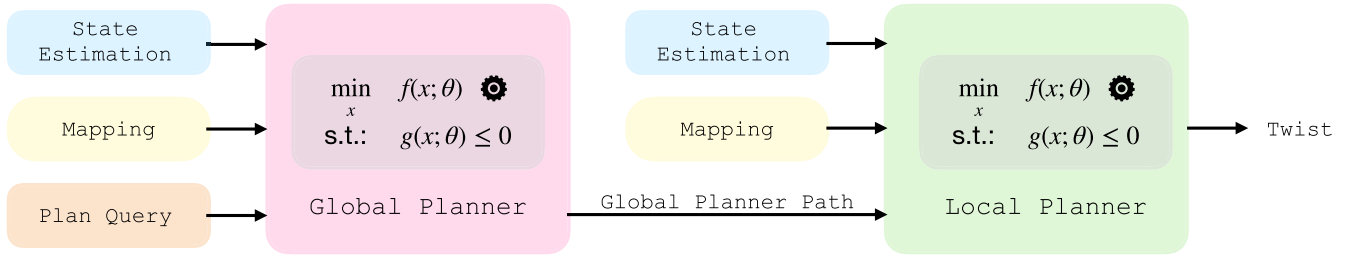 State
Estimation
Mapping
Plan Query
min f(x; θ)
x
s.t.: g(x; θ) ≤ 0
Global Planner
Global Planner Path
State
Estimation
Mapping
min f(x; θ)
x
s.t.: g(x; θ) ≤ 0
Local Planner
Twist